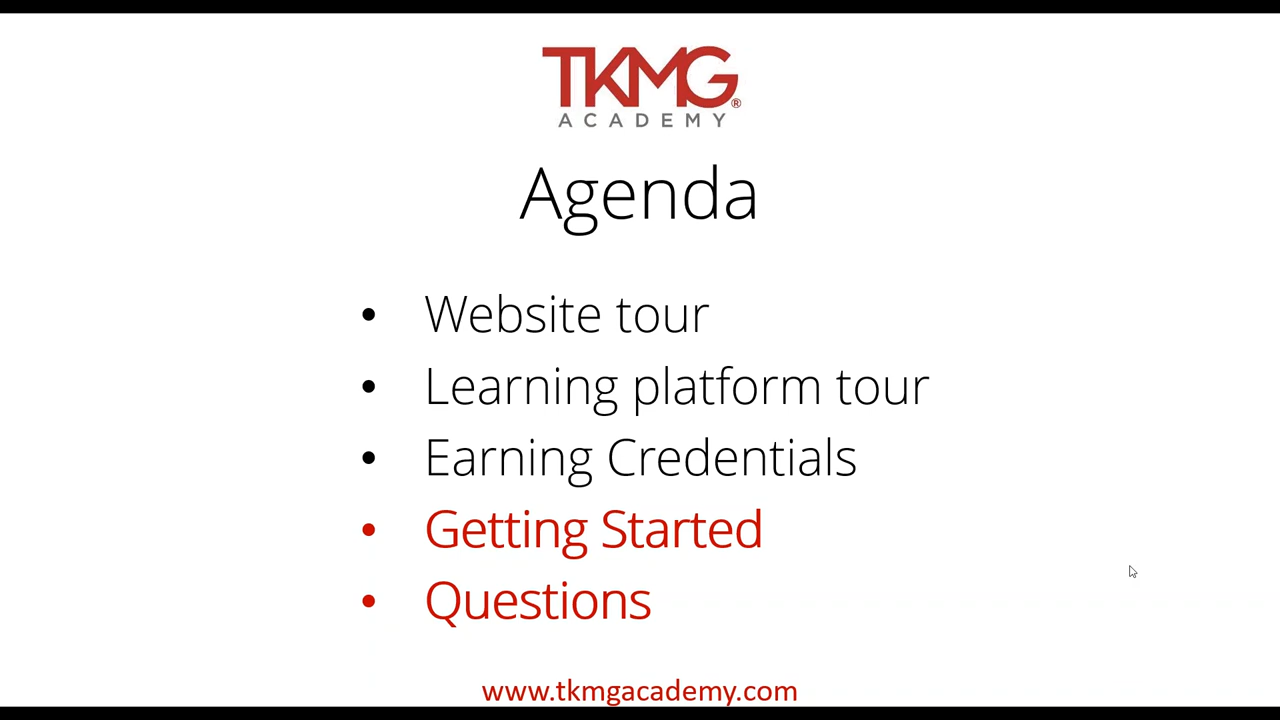 TKMG®
ACADEMY
Agenda
• Website tour
• Learning platform tour
• Earning Credentials
• Getting Started
• Questions
www.tkmgacademy.com